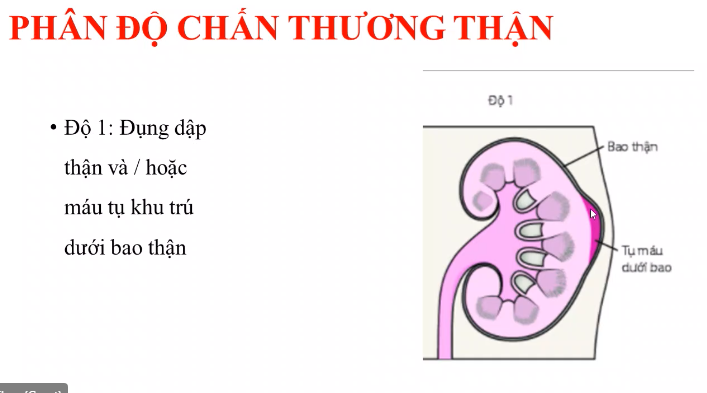 PHÂN ĐỘ CHẤN THƯƠNG THẬN
Độ 1
• Độ 1: Đụng dập
thận và / hoặc
máu tụ khu trú
dưới bao thận
Bao thận
Tụ máu
dưới bao